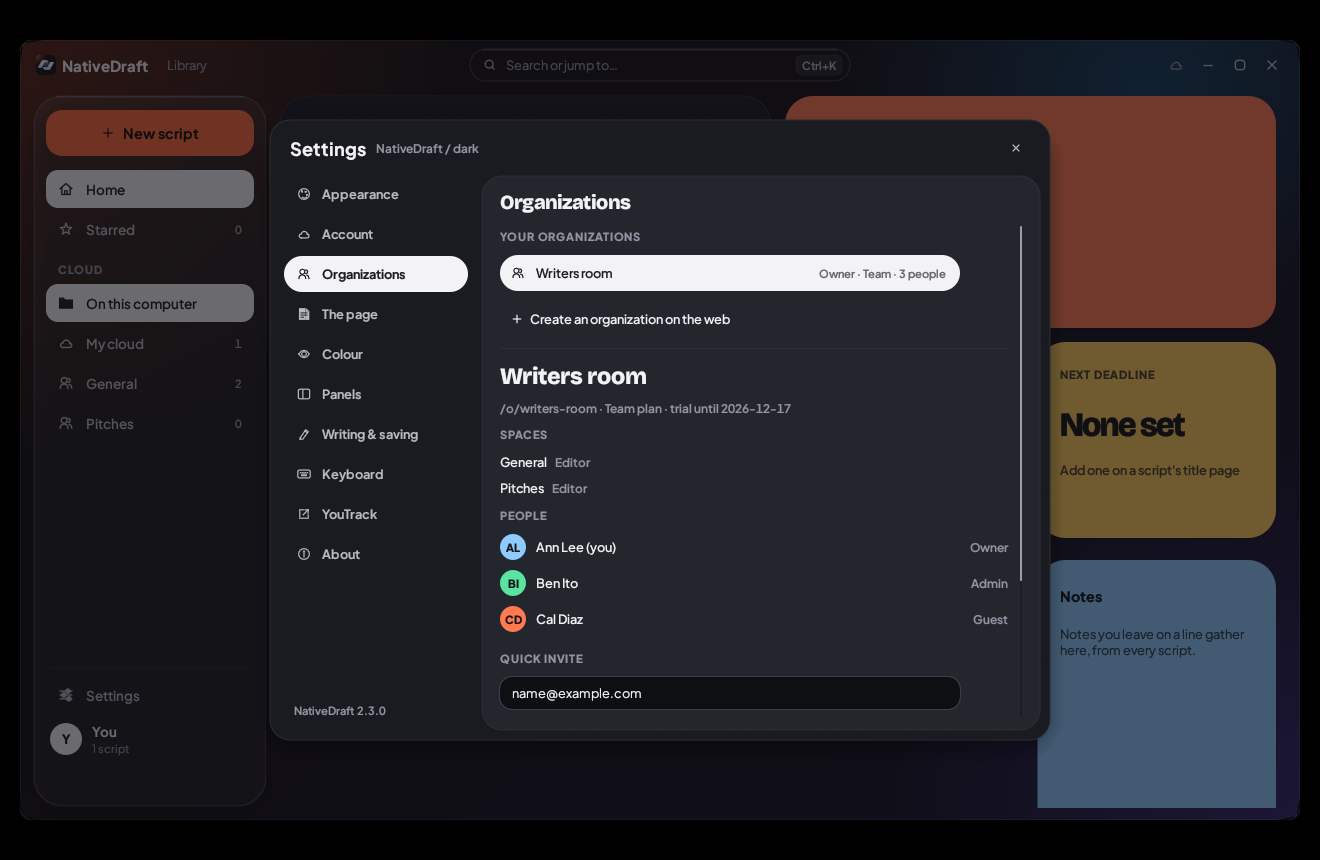 NativeDraft Library
Search or jump to... Ctrl+K
New script
Home
Starred 0
CLOUD
On this computer
My cloud 1
General 2
Pitches 0
Settings
Y You
1 script
Settings NativeDraft / dark
Appearance
Account
Organizations
The page
Colour
Panels
Writing & saving
Keyboard
YouTrack
About
NativeDraft 2.3.0
Organizations
YOUR ORGANIZATIONS
Writers room Owner · Team · 3 people
+ Create an organization on the web
Writers room
/o/writers-room · Team plan · trial until 2026-12-17
SPACES
General Editor
Pitches Editor
PEOPLE
AL Ann Lee (you) Owner
BI Ben Ito Admin
CD Cal Diaz Guest
QUICK INVITE
name@example.com
NEXT DEADLINE
None set
Add one on a script's title page
Notes
Notes you leave on a line gather
here, from every script.